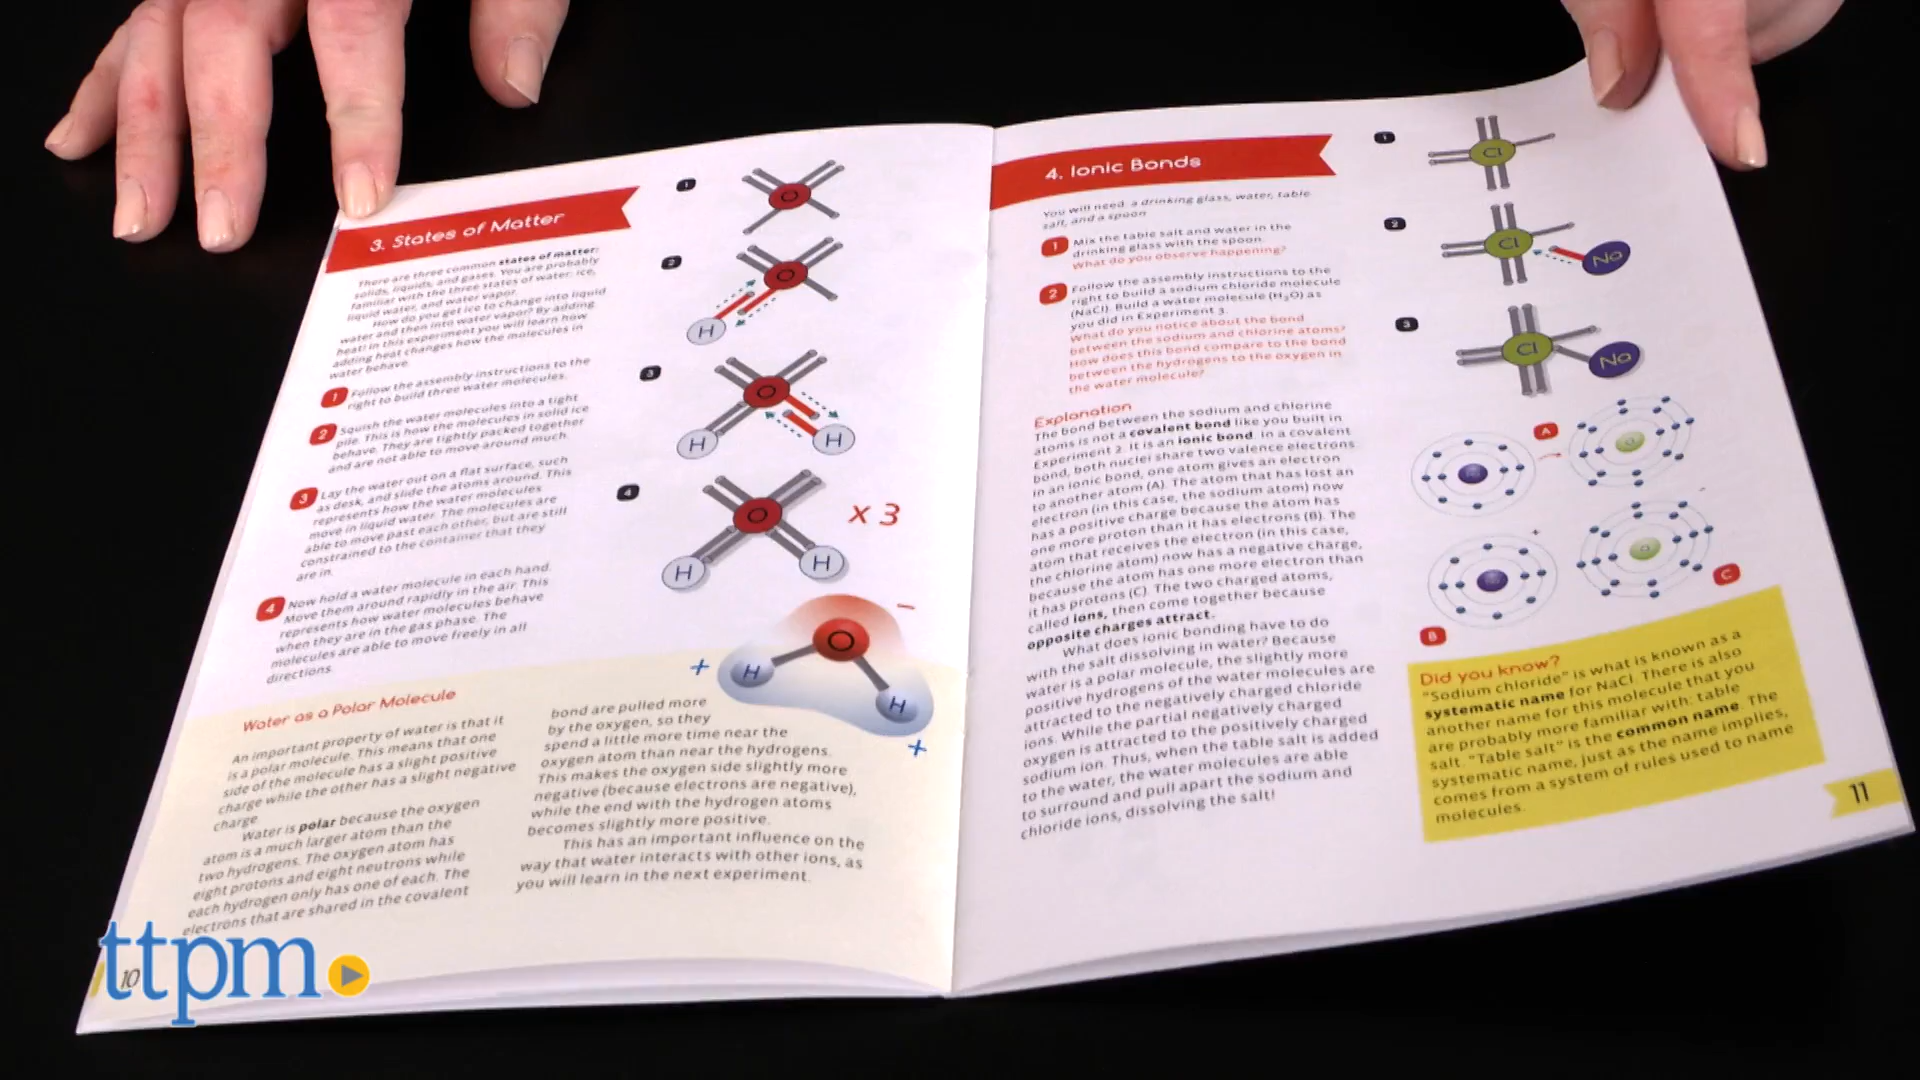 3. States of Matter
There are three common states of matter:
solids, liquids, and gases. You are probably
familiar with the three states of water: ice,
liquid water, and water vapor.
How do you get ice to change into liquid
water and then into water vapor? By adding
heat! In this experiment you will learn how
adding heat changes how the molecules in
water behave.
1 Follow the assembly instructions to the
right to build three water molecules.
2 Squish the water molecules into a tight
pile. This is how the molecules in solid ice
behave. They are tightly packed together
and are not able to move around much.
3 Lay the water out on a flat surface, such
as desk, and slide the atoms around. This
represents how the water molecules
move in liquid water. The molecules are
able to move past each other, but are still
constrained to the container that they
are in.
4 Now hold a water molecule in each hand.
Move them around rapidly in the air. This
represents how water molecules behave
when they are in the gas phase. The
molecules are able to move freely in all
directions.
1
O
2
O
H
3
O
H
H
4
O
x 3
H
H
Water as a Polar Molecule
An important property of water is that it
is a polar molecule. This means that one
side of the molecule has a slight positive
charge while the other has a slight negative
charge.
Water is polar because the oxygen
atom is a much larger atom than the
two hydrogens. The oxygen atom has
eight protons and eight neutrons while
each hydrogen only has one of each. The
electrons that are shared in the covalent
bond are pulled more
by the oxygen, so they
spend a little more time near the
oxygen atom than near the hydrogens.
This makes the oxygen side slightly more
negative (because electrons are negative),
while the end with the hydrogen atoms
becomes slightly more positive.
This has an important influence on the
way that water interacts with other ions, as
you will learn in the next experiment.
−
O
+
H
H
+
10
ttpm
4. Ionic Bonds
You will need: a drinking glass, water, table
salt, and a spoon
1 Mix the table salt and water in the
drinking glass with the spoon.
What do you observe happening?
2 Follow the assembly instructions to the
right to build a sodium chloride molecule
(NaCl). Build a water molecule (H₂O) as
you did in Experiment 3.
What do you notice about the bond
between the sodium and chlorine atoms?
How does this bond compare to the bond
between the hydrogens to the oxygen in
the water molecule?
Explanation
The bond between the sodium and chlorine
atoms is not a covalent bond like you built in
Experiment 2. It is an ionic bond. In a covalent
bond, both nuclei share two valence electrons.
In an ionic bond, one atom gives an electron
to another atom (A). The atom that has lost an
electron (in this case, the sodium atom) now
has a positive charge because the atom has
one more proton than it has electrons (B). The
atom that receives the electron (in this case,
the chlorine atom) now has a negative charge,
because the atom has one more electron than
it has protons (C). The two charged atoms,
called ions, then come together because
opposite charges attract.
What does ionic bonding have to do
with the salt dissolving in water? Because
water is a polar molecule, the slightly more
positive hydrogens of the water molecules are
attracted to the negatively charged chloride
ions. While the partial negatively charged
oxygen is attracted to the positively charged
sodium ion. Thus, when the table salt is added
to the water, the water molecules are able
to surround and pull apart the sodium and
chloride ions, dissolving the salt!
1
Cl
2
Cl
Na
3
Cl
Na
A
+
-
C
B
Did you know?
"Sodium chloride" is what is known as a
systematic name for NaCl. There is also
another name for this molecule that you
are probably more familiar with: table
salt. "Table salt" is the common name. The
systematic name, just as the name implies,
comes from a system of rules used to name
molecules.
11